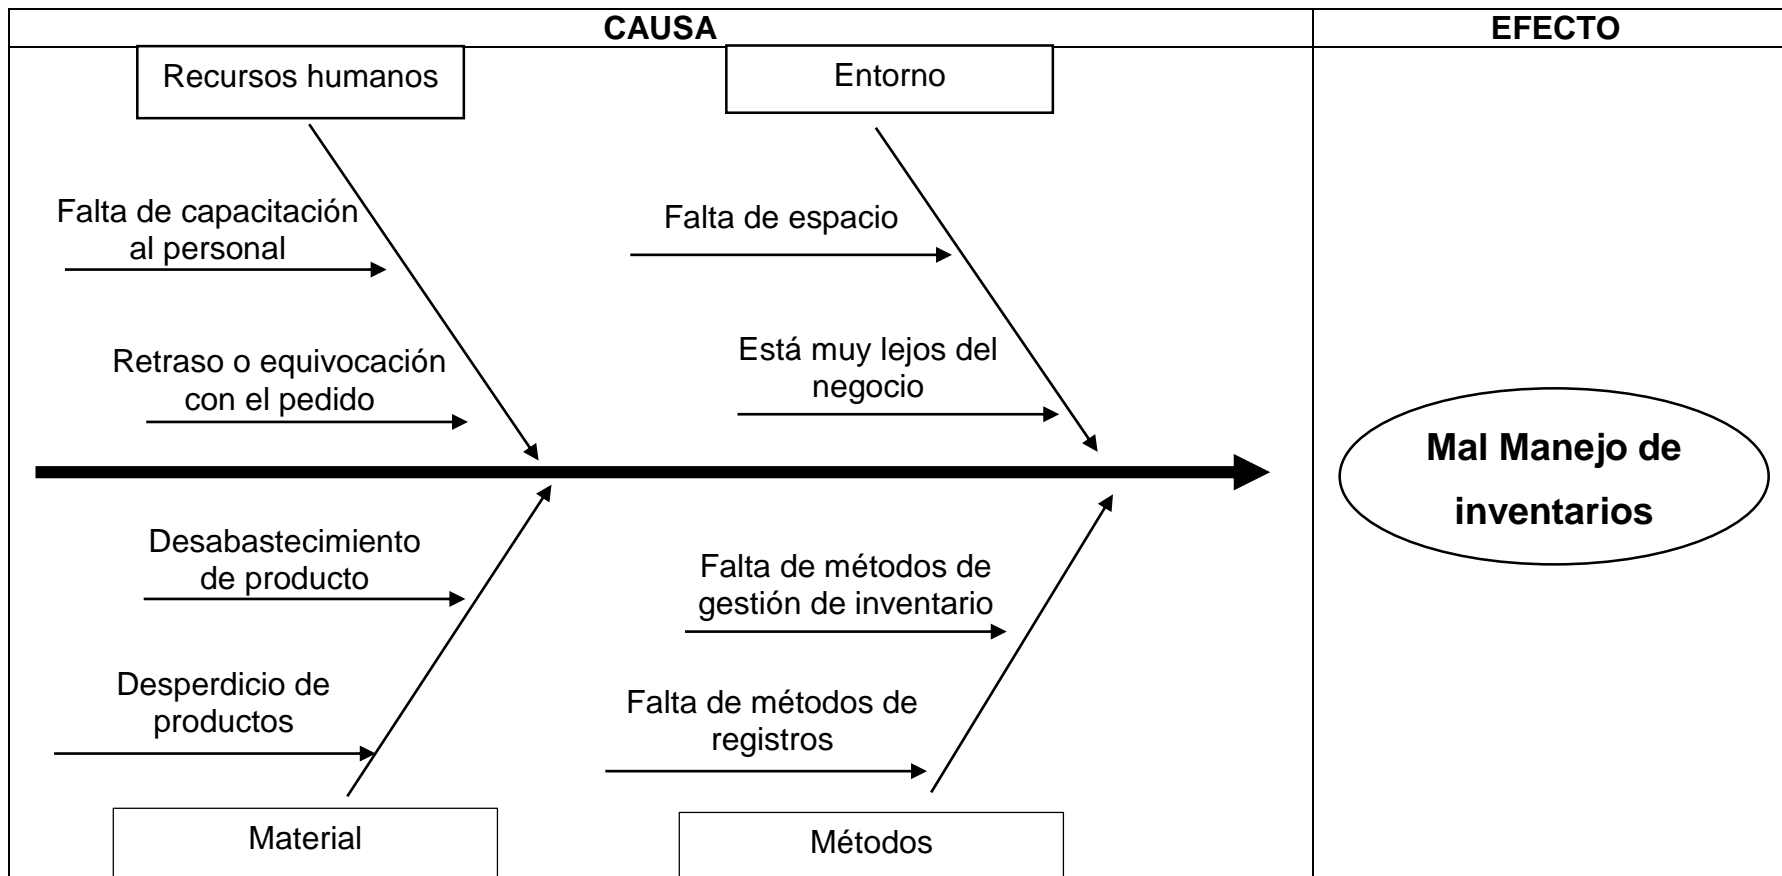 CAUSA
EFECTO
Recursos humanos
Entorno
Falta de capacitación
al personal
Falta de espacio
Retraso o equivocación
con el pedido
Está muy lejos del
negocio
Mal Manejo de
inventarios
Desabastecimiento
de producto
Falta de métodos de
gestión de inventario
Desperdicio de
productos
Falta de métodos de
registros
Material
Métodos